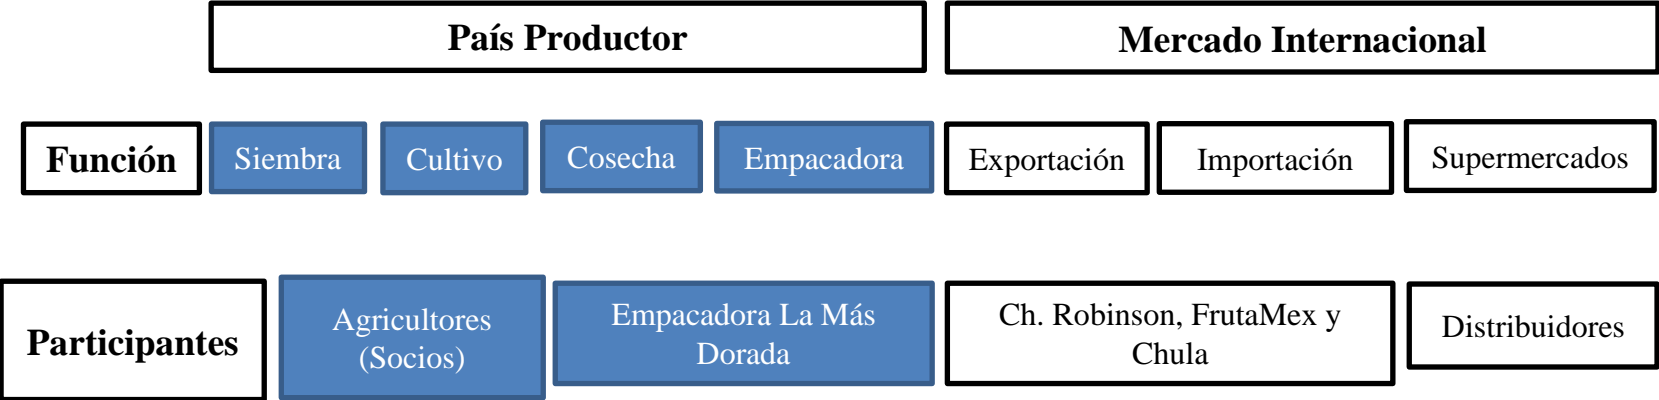 País Productor
Mercado Internacional
Función
Siembra
Cultivo
Cosecha
Empacadora
Exportación
Importación
Supermercados
Participantes
Agricultores
(Socios)
Empacadora La Más
Dorada
Ch. Robinson, FrutaMex y
Chula
Distribuidores